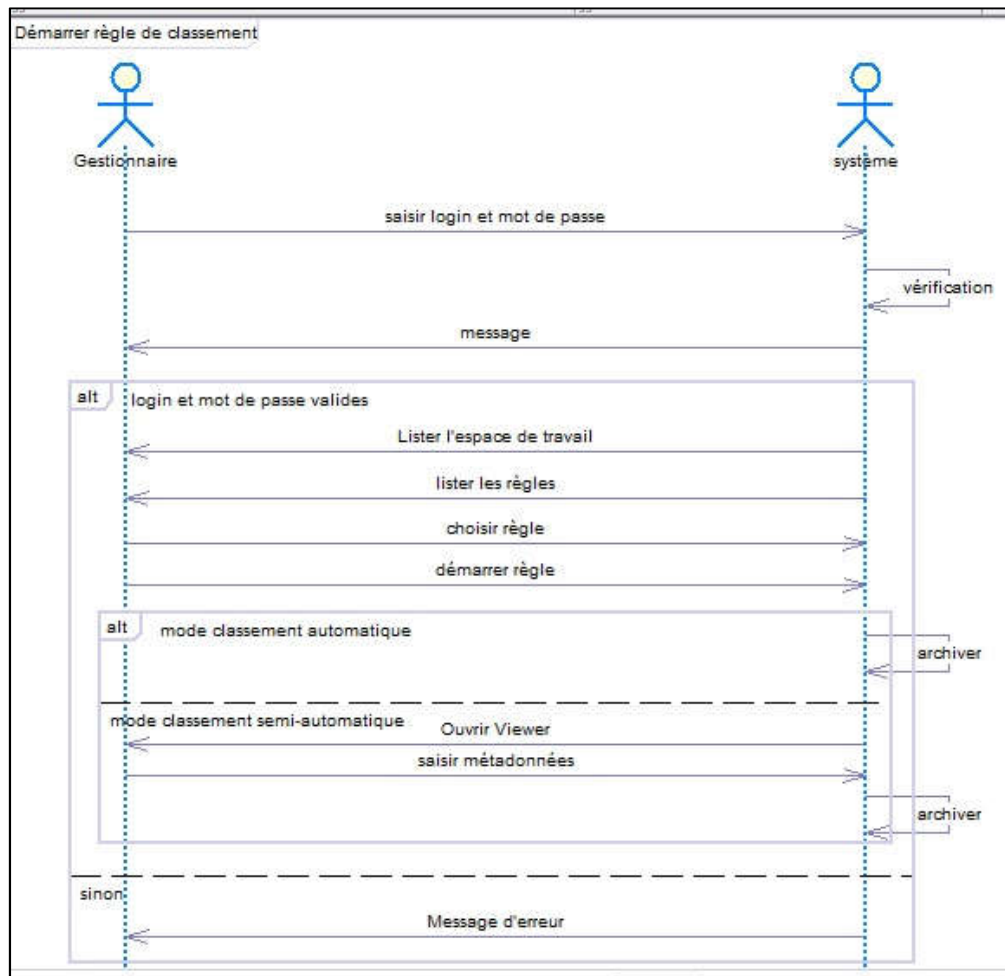 Démarrer règle de classement
Gestionnaire
système
saisir login et mot de passe
vérification
message
alt
login et mot de passe valides
Lister l'espace de travail
lister les règles
choisir règle
démarrer règle
alt
mode classement automatique
archiver
mode classement semi-automatique
Ouvrir Viewer
saisir métadonnées
archiver
sinon
Message d'erreur